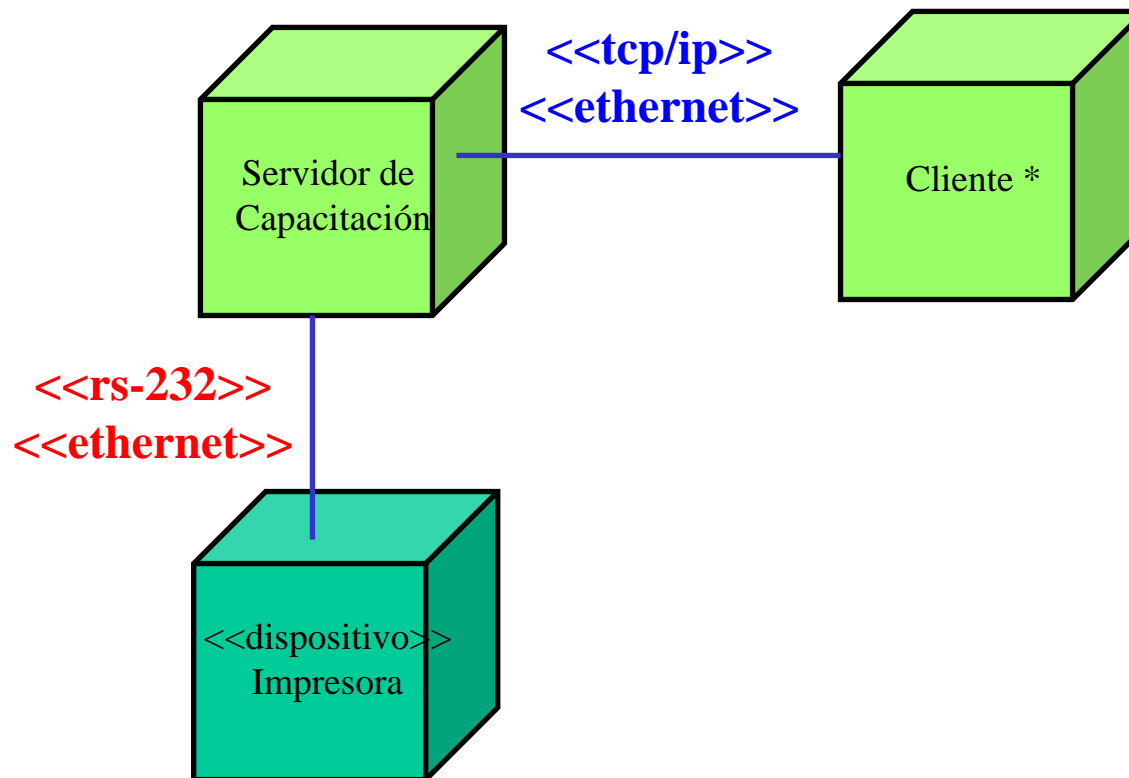 <<tcp/ip>>
<<ethernet>>
Servidor de
Capacitación
Cliente *
<<rs-232>>
<<ethernet>>
<<dispositivo>>
Impresora